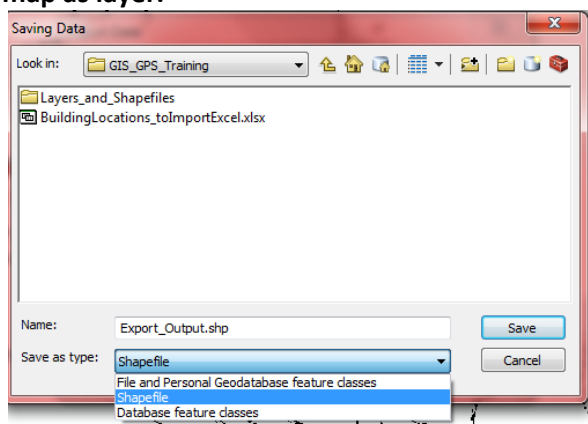 map as layer.
Saving Data
Look in: GIS_GPS_Training
Layers_and_Shapefiles
BuildingLocations_toImportExcel.xlsx
Name: Export_Output.shp Save
Save as type: Shapefile Cancel
File and Personal Geodatabase feature classes
Shapefile
Database feature classes